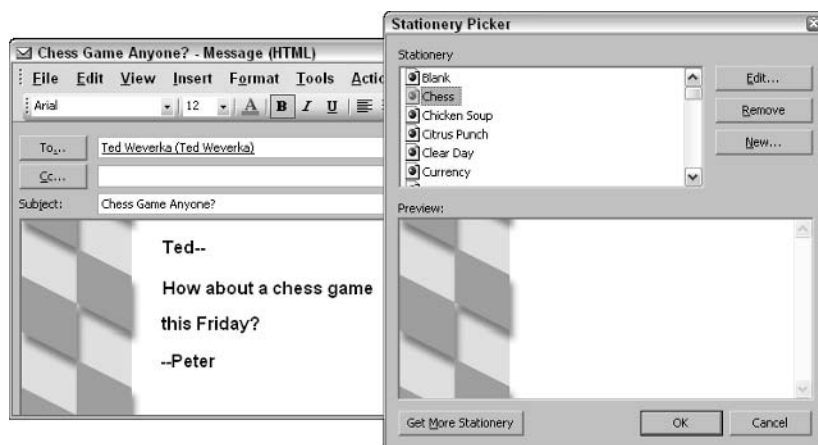 Chess Game Anyone? - Message (HTML)
File Edit View Insert Format Tools Actio
Arial 12 A B I U
To... Ted Weverka (Ted Weverka)
Cc...
Subject: Chess Game Anyone?
Ted--
How about a chess game
this Friday?
--Peter
Stationery Picker
Stationery
Blank
Chess
Chicken Soup
Citrus Punch
Clear Day
Currency
Edit...
Remove
New...
Preview:
Get More Stationery OK Cancel